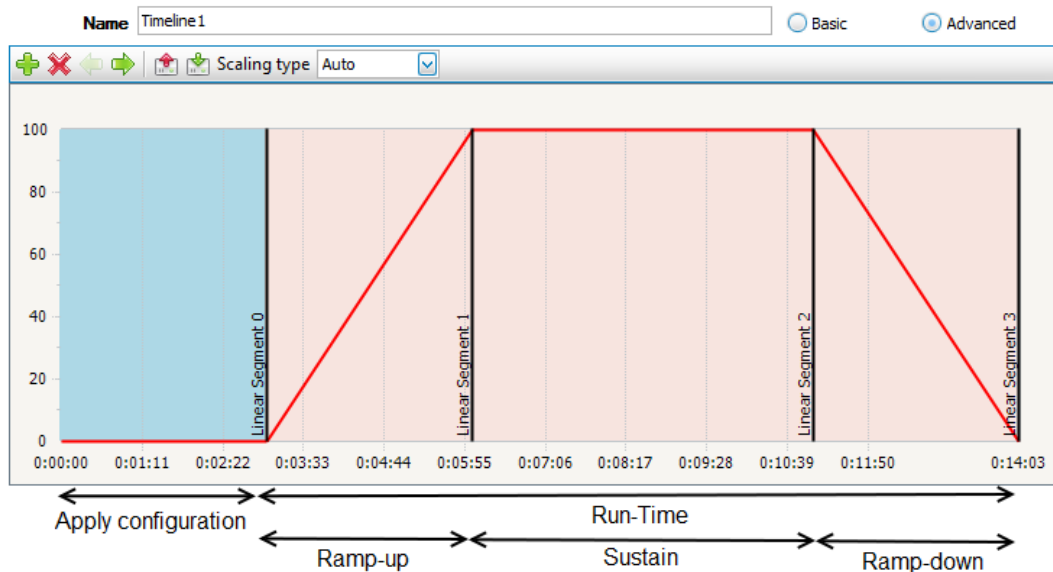 Name Timeline1 Basic Advanced
Scaling type Auto
100
80
60
40
20
0
Linear Segment 0
Linear Segment 1
Linear Segment 2
Linear Segment 3
0:00:00 0:01:11 0:02:22 0:03:33 0:04:44 0:05:55 0:07:06 0:08:17 0:09:28 0:10:39 0:11:50 0:14:03
Apply configuration Run-Time
Ramp-up Sustain Ramp-down